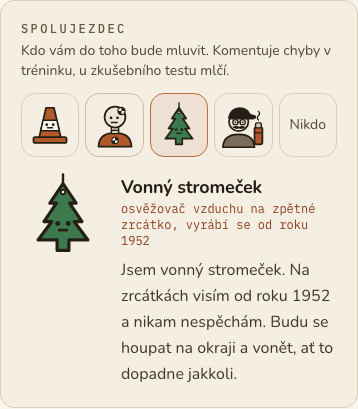 SPOLUJEZDEC
Kdo vám do toho bude mluvit. Komentuje chyby v
tréninku, u zkušebního testu mlčí.
Nikdo
Vonný stromeček
osvěžovač vzduchu na zpětné
zrcátko, vyrábí se od roku
1952
Jsem vonný stromeček. Na
zrcátkách visím od roku 1952
a nikam nespěchám. Budu se
houpat na okraji a vonět, ať to
dopadne jakkoli.